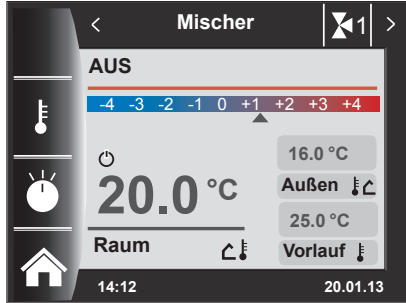 < Mischer 1 >
AUS
-4 -3 -2 -1 0 +1 +2 +3 +4
16.0 °C
Außen
20.0 °C
25.0 °C
Raum
Vorlauf
14:12 20.01.13